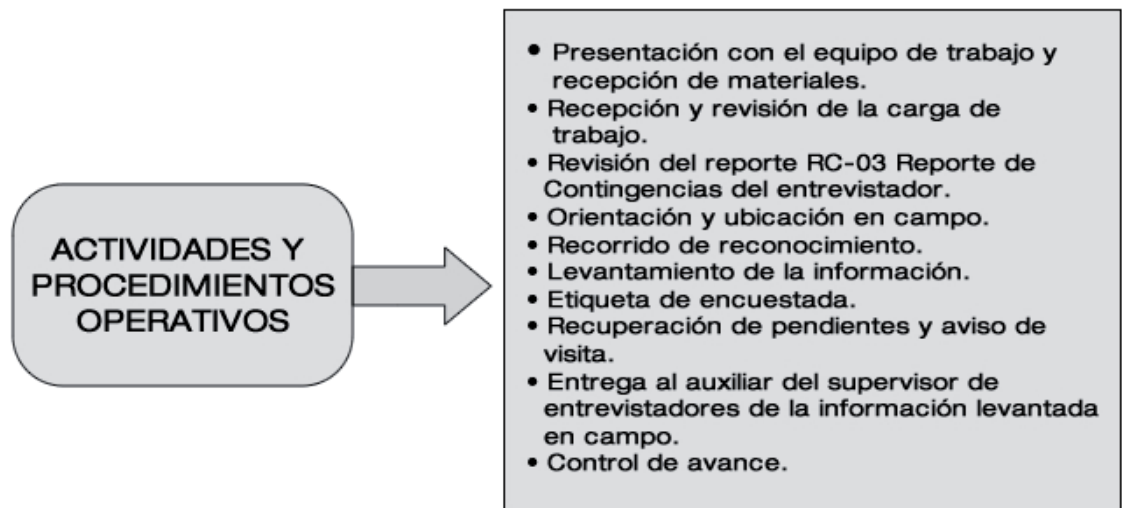 ACTIVIDADES Y
PROCEDIMIENTOS
OPERATIVOS
• Presentación con el equipo de trabajo y
recepción de materiales.
• Recepción y revisión de la carga de
trabajo.
• Revisión del reporte RC-03 Reporte de
Contingencias del entrevistador.
• Orientación y ubicación en campo.
• Recorrido de reconocimiento.
• Levantamiento de la información.
• Etiqueta de encuestada.
• Recuperación de pendientes y aviso de
visita.
• Entrega al auxiliar del supervisor de
entrevistadores de la información levantada
en campo.
• Control de avance.